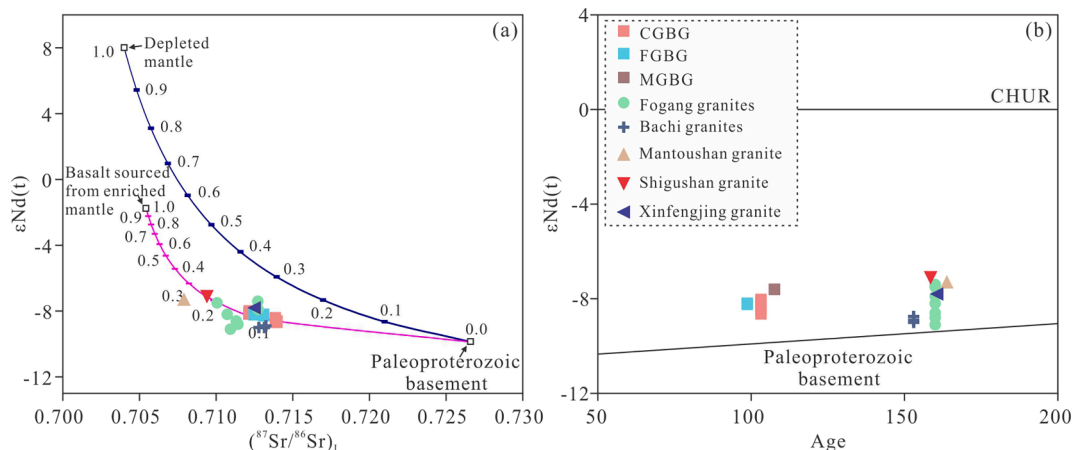 (a)
8
4
0
-4
-8
-12
εNd(t)
1.0
Depleted
mantle
0.9
0.8
0.7
0.6
0.5
0.4
0.3
0.2
0.1
0.0
Basalt sourced
from enriched
mantle
1.0
0.9
0.8
0.7
0.6
0.5
0.4
0.3
0.2
0.1
Paleoproterozoic
basement
0.700
0.705
0.710
0.715
0.720
0.725
0.730
(⁸⁷Sr/⁸⁶Sr)ᵢ
(b)
4
0
-4
-8
-12
εNd(t)
CGBG
FGBG
MGBG
Fogang granites
Bachi granites
Mantoushan granite
Shigushan granite
Xinfengjing granite
CHUR
Paleoproterozoic
basement
50
100
150
200
Age